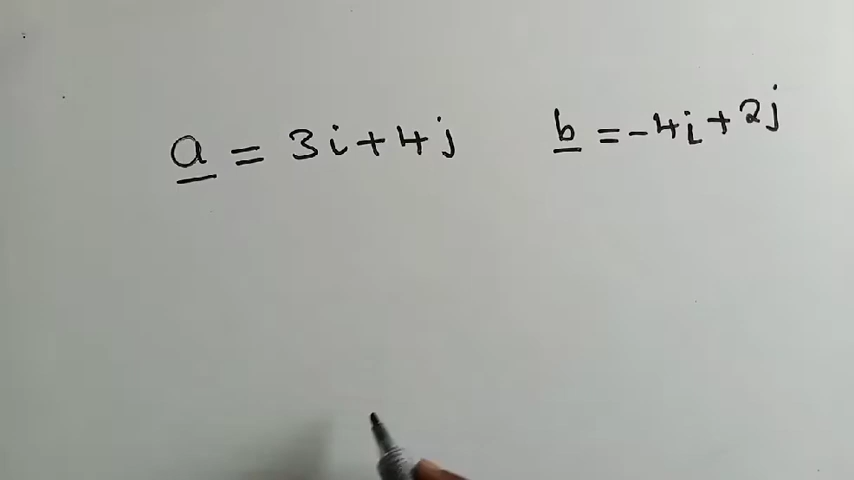 a = 3i + 4j b = -4i + 2j